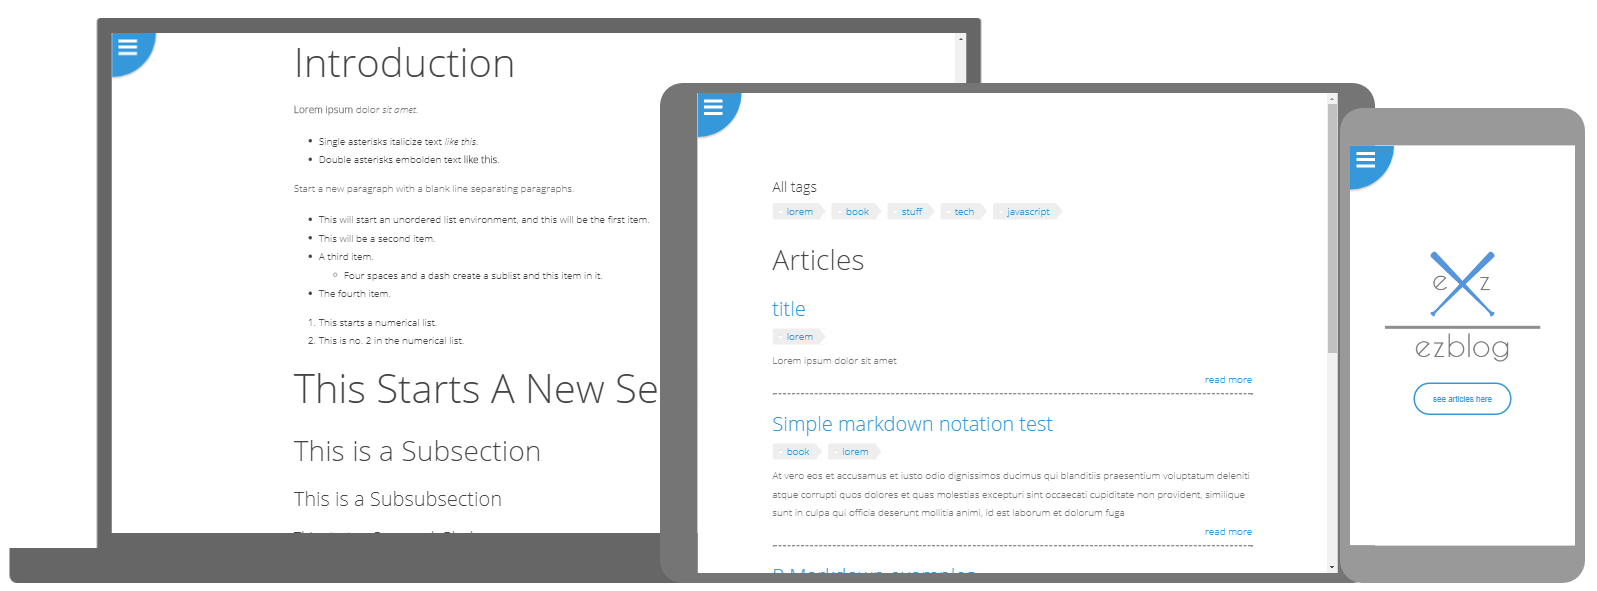 Introduction
Lorem ipsum dolor sit amet.
Single asterisks italicize text like this.
Double asterisks embolden text like this.
Start a new paragraph with a blank line separating paragraphs.
This will start an unordered list environment, and this will be the first item.
This will be a second item.
A third item.
Four spaces and a dash create a sublist and this item in it.
The fourth item.
1. This starts a numerical list.
2. This is no. 2 in the numerical list.
This Starts A New Se
This is a Subsection
This is a Subsubsection
All tags
lorem book stuff tech javascript
Articles
title
lorem
Lorem ipsum dolor sit amet
read more
Simple markdown notation test
book lorem
At vero eos et accusamus et iusto odio dignissimos ducimus qui blanditiis praesentium voluptatum deleniti
atque corrupti quos dolores et quas molestias excepturi sint occaecati cupiditate non provident, similique
sunt in culpa qui officia deserunt mollitia animi, id est laborum et dolorum fuga
read more
e z
ezblog
see articles here